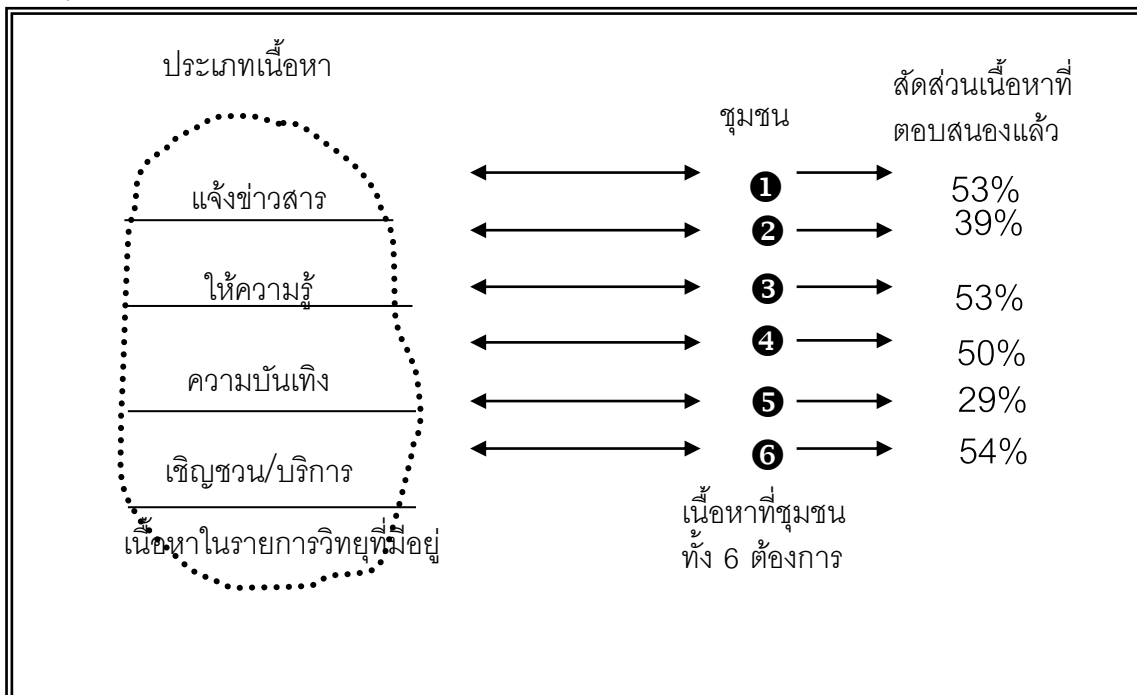 ประเภทเนื้อหา
ชุมชน
สัดส่วนเนื้อหาที่
ตอบสนองแล้ว
แจ้งข่าวสาร
ให้ความรู้
ความบันเทิง
เชิญชวน/บริการ
เนื้อหาในรายการวิทยุที่มีอยู่
❶ 53%
❷ 39%
❸ 53%
❹ 50%
❺ 29%
❻ 54%
เนื้อหาที่ชุมชน
ทั้ง 6 ต้องการ